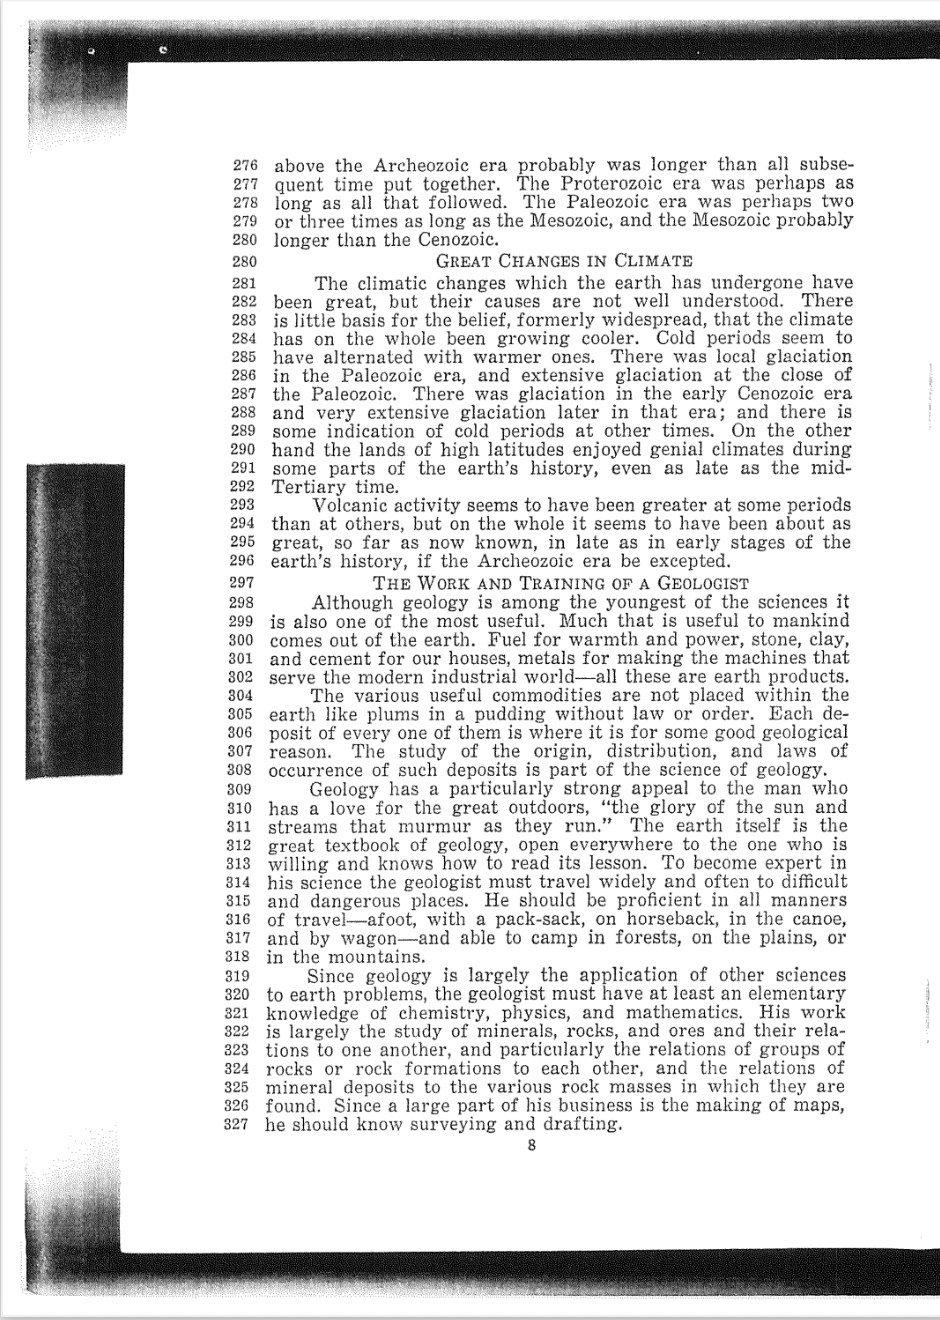 276 above the Archeozoic era probably was longer than all subse-
277 quent time put together. The Proterozoic era was perhaps as
278 long as all that followed. The Paleozoic era was perhaps two
279 or three times as long as the Mesozoic, and the Mesozoic probably
280 longer than the Cenozoic.
280 GREAT CHANGES IN CLIMATE
281 The climatic changes which the earth has undergone have
282 been great, but their causes are not well understood. There
283 is little basis for the belief, formerly widespread, that the climate
284 has on the whole been growing cooler. Cold periods seem to
285 have alternated with warmer ones. There was local glaciation
286 in the Paleozoic era, and extensive glaciation at the close of
287 the Paleozoic. There was glaciation in the early Cenozoic era
288 and very extensive glaciation later in that era; and there is
289 some indication of cold periods at other times. On the other
290 hand the lands of high latitudes enjoyed genial climates during
291 some parts of the earth's history, even as late as the mid-
292 Tertiary time.
293 Volcanic activity seems to have been greater at some periods
294 than at others, but on the whole it seems to have been about as
295 great, so far as now known, in late as in early stages of the
296 earth's history, if the Archeozoic era be excepted.
297 THE WORK AND TRAINING OF A GEOLOGIST
298 Although geology is among the youngest of the sciences it
299 is also one of the most useful. Much that is useful to mankind
300 comes out of the earth. Fuel for warmth and power, stone, clay,
301 and cement for our houses, metals for making the machines that
302 serve the modern industrial world—all these are earth products.
304 The various useful commodities are not placed within the
305 earth like plums in a pudding without law or order. Each de-
306 posit of every one of them is where it is for some good geological
307 reason. The study of the origin, distribution, and laws of
308 occurrence of such deposits is part of the science of geology.
309 Geology has a particularly strong appeal to the man who
310 has a love for the great outdoors, "the glory of the sun and
311 streams that murmur as they run." The earth itself is the
312 great textbook of geology, open everywhere to the one who is
313 willing and knows how to read its lesson. To become expert in
314 his science the geologist must travel widely and often to difficult
315 and dangerous places. He should be proficient in all manners
316 of travel—afoot, with a pack-sack, on horseback, in the canoe,
317 and by wagon—and able to camp in forests, on the plains, or
318 in the mountains.
319 Since geology is largely the application of other sciences
320 to earth problems, the geologist must have at least an elementary
321 knowledge of chemistry, physics, and mathematics. His work
322 is largely the study of minerals, rocks, and ores and their rela-
323 tions to one another, and particularly the relations of groups of
324 rocks or rock formations to each other, and the relations of
325 mineral deposits to the various rock masses in which they are
326 found. Since a large part of his business is the making of maps,
327 he should know surveying and drafting.
8